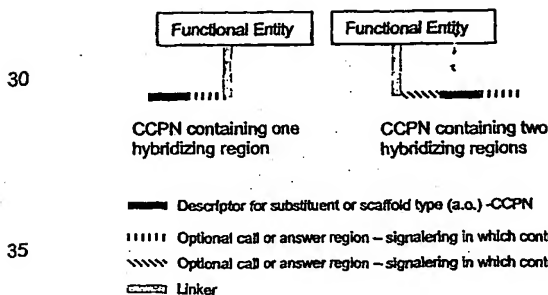 Functional Entity Functional Entity
30
CCPN containing one CCPN containing two
hybridizing region hybridizing regions
Descriptor for substituent or scaffold type (a.o.) -CCPN
Optional call or answer region – signalering in which cont
35
Optional call or answer region – signalering in which cont
Linker